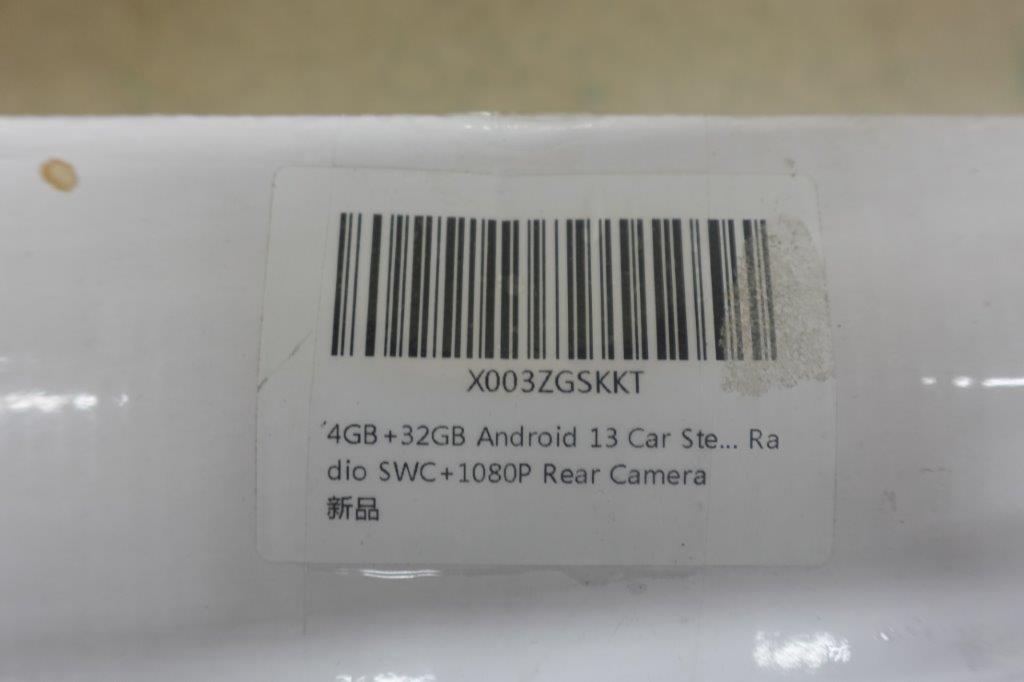 X003ZGSKKT
4GB+32GB Android 13 Car Ste... Ra
dio SWC+1080P Rear Camera
新品